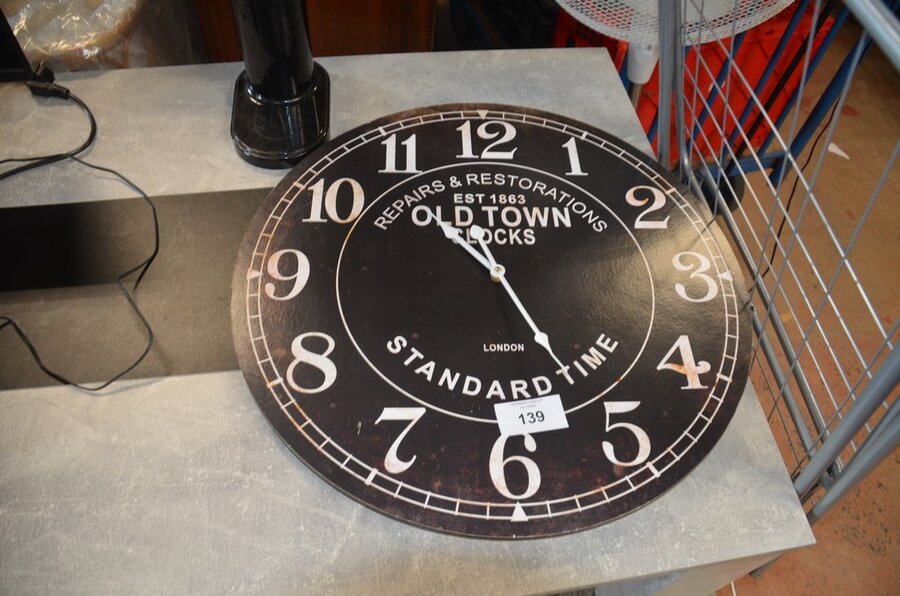 12
1
2
3
4
5
6
7
8
9
10
11
REPAIRS & RESTORATIONS
EST 1863
OLD TOWN
CLOCKS
LONDON
STANDARD TIME
139